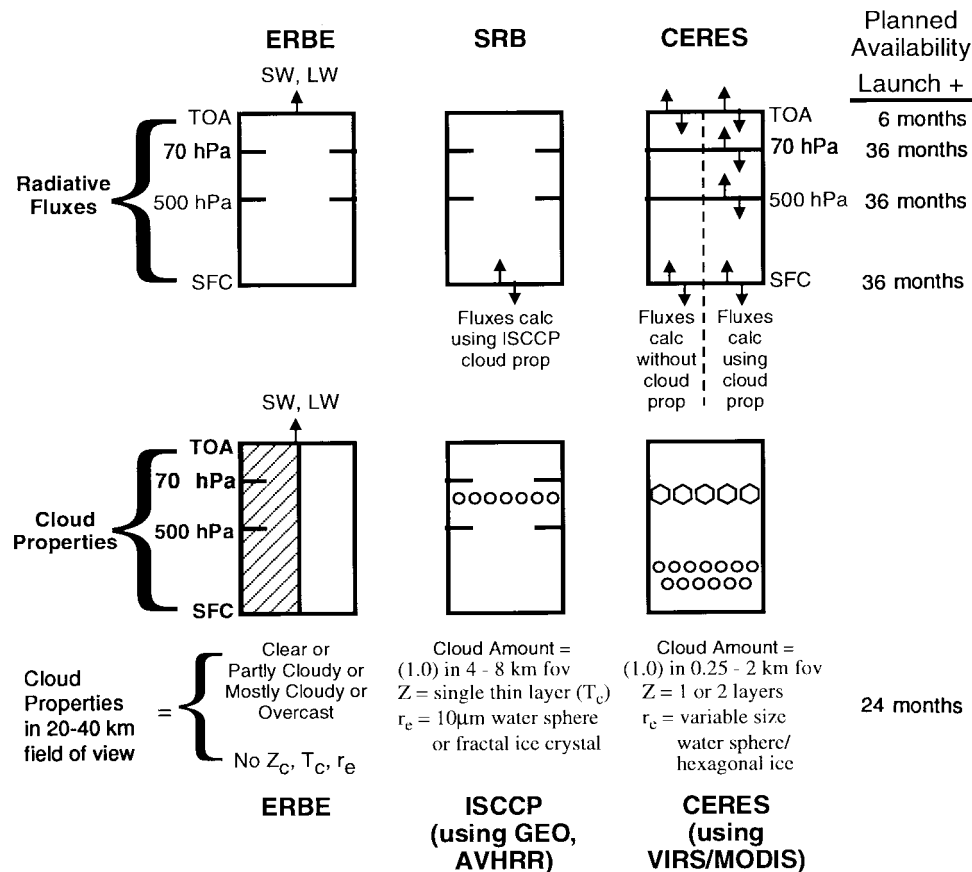 ERBE
SRB
CERES
Planned
Availability
Launch +
SW, LW
TOA
70 hPa
500 hPa
SFC
Radiative
Fluxes
Fluxes calc
using ISCCP
cloud prop
TOA
70 hPa
500 hPa
SFC
6 months
36 months
36 months
36 months
Fluxes
calc
without
cloud
prop
Fluxes
calc
using
cloud
prop
SW, LW
TOA
70 hPa
500 hPa
SFC
Cloud
Properties
Cloud
Properties
in 20-40 km
field of view
=
Clear or
Partly Cloudy or
Mostly Cloudy or
Overcast
No Zc, Tc, re
Cloud Amount =
(1.0) in 4 - 8 km fov
Z = single thin layer (Tc)
re = 10μm water sphere
or fractal ice crystal
Cloud Amount =
(1.0) in 0.25 - 2 km fov
Z = 1 or 2 layers
re = variable size
water sphere/
hexagonal ice
24 months
ERBE
ISCCP
(using GEO,
AVHRR)
CERES
(using
VIRS/MODIS)